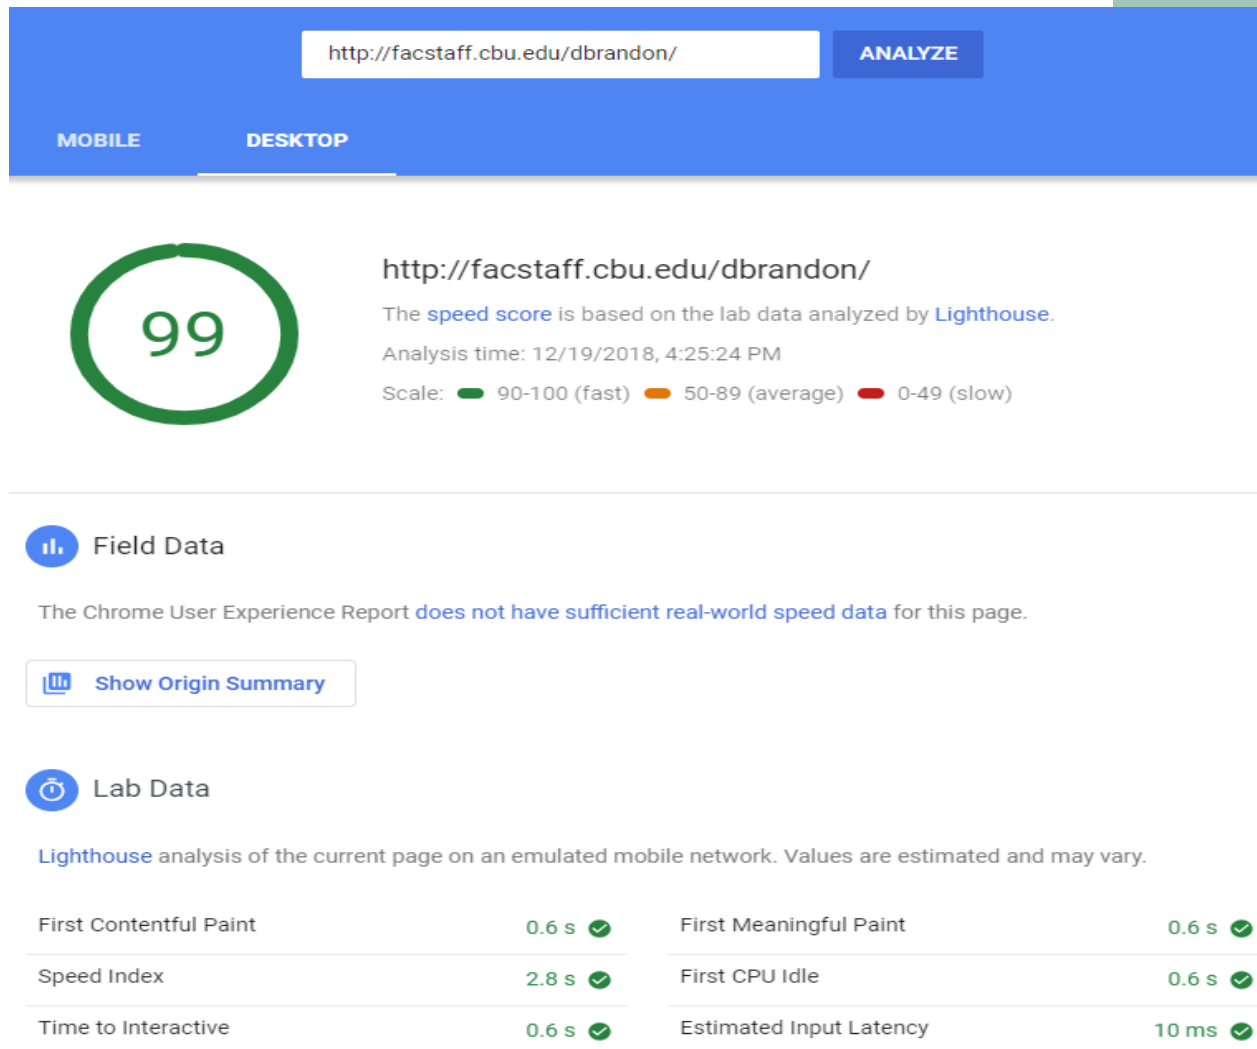 http://facstaff.cbu.edu/dbrandon/ ANALYZE
MOBILE DESKTOP
99
http://facstaff.cbu.edu/dbrandon/
The speed score is based on the lab data analyzed by Lighthouse.
Analysis time: 12/19/2018, 4:25:24 PM
Scale: 90-100 (fast) 50-89 (average) 0-49 (slow)
Field Data
The Chrome User Experience Report does not have sufficient real-world speed data for this page.
Show Origin Summary
Lab Data
Lighthouse analysis of the current page on an emulated mobile network. Values are estimated and may vary.
First Contentful Paint 0.6 s First Meaningful Paint 0.6 s
Speed Index 2.8 s First CPU Idle 0.6 s
Time to Interactive 0.6 s Estimated Input Latency 10 ms